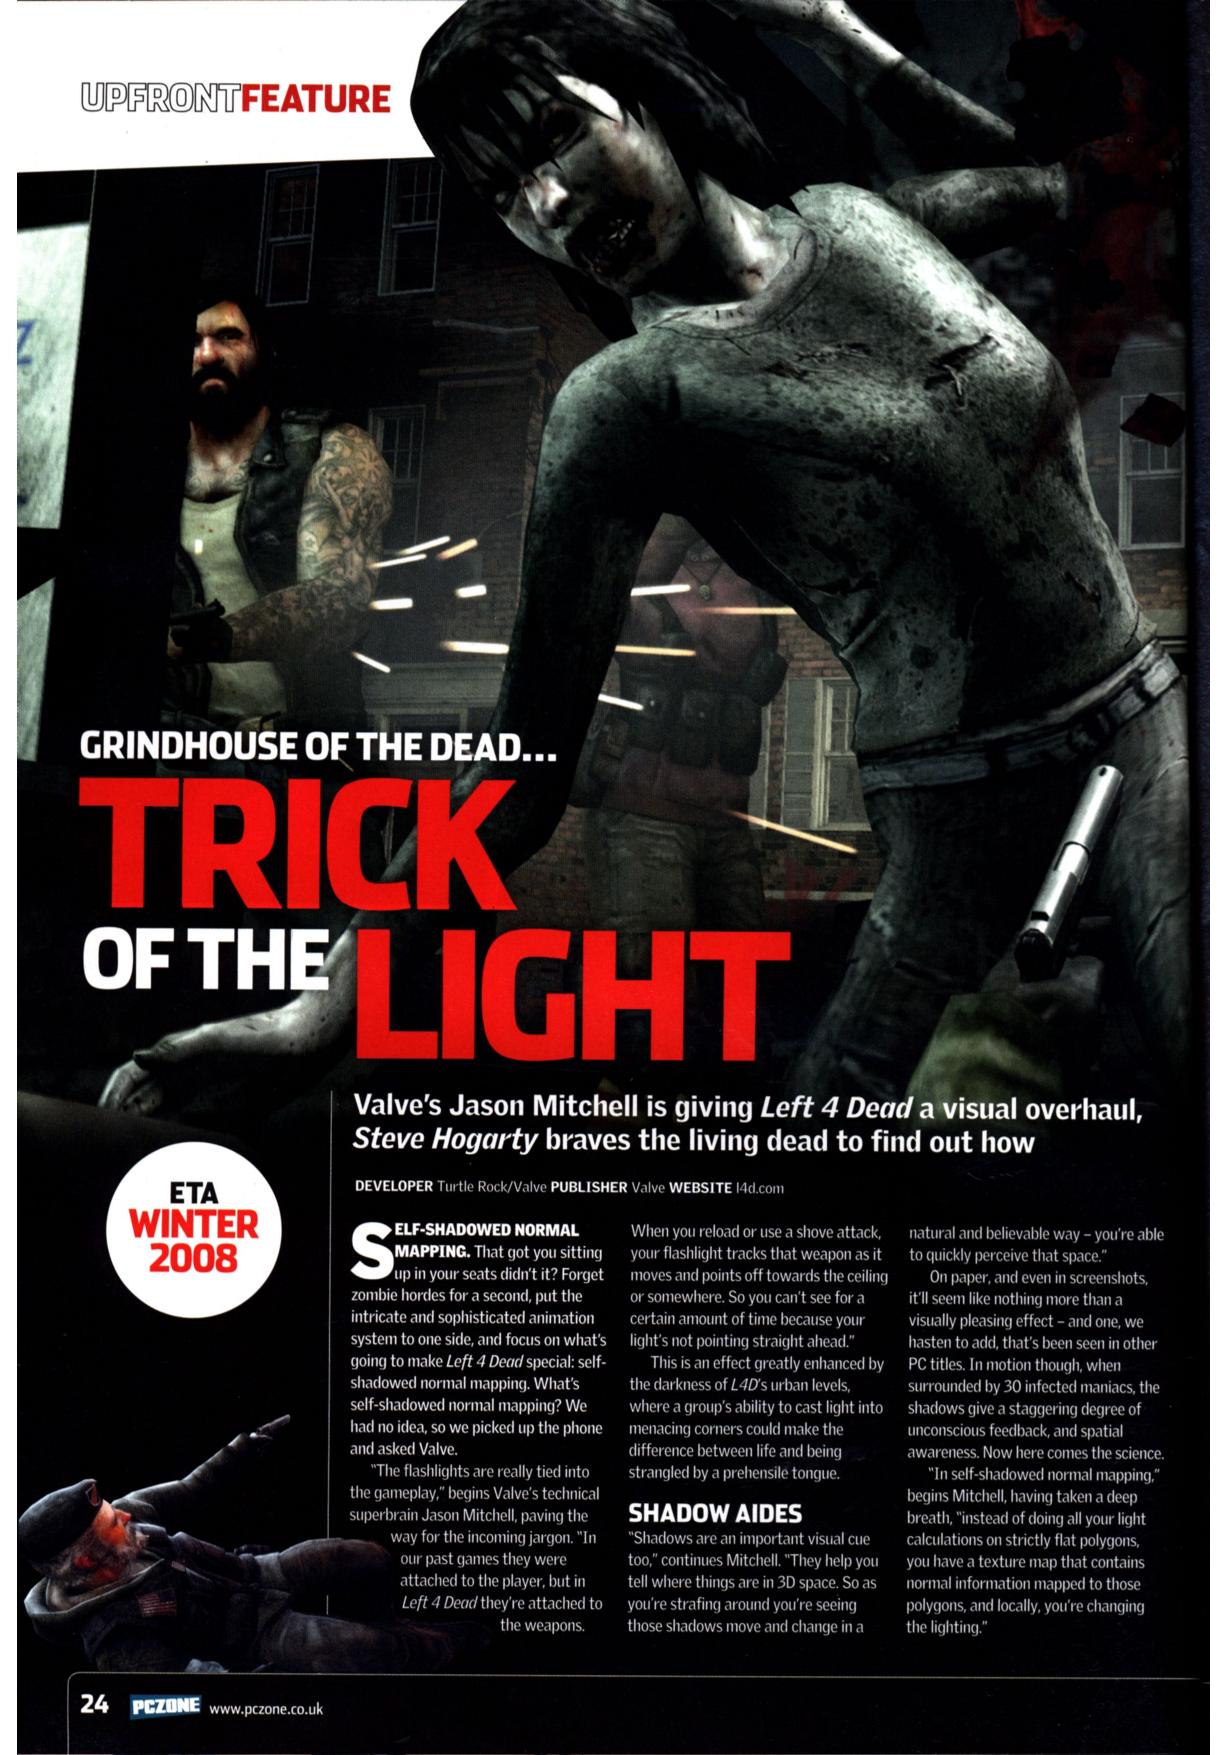 UPFRONTFEATURE
GRINDHOUSE OF THE DEAD...
TRICK
OF THE LIGHT
Valve's Jason Mitchell is giving Left 4 Dead a visual overhaul,
Steve Hogarty braves the living dead to find out how
ETA
WINTER
2008
DEVELOPER Turtle Rock/Valve PUBLISHER Valve WEBSITE l4d.com
SELF-SHADOWED NORMAL
MAPPING. That got you sitting
up in your seats didn't it? Forget
zombie hordes for a second, put the
intricate and sophisticated animation
system to one side, and focus on what's
going to make Left 4 Dead special: self-
shadowed normal mapping. What's
self-shadowed normal mapping? We
had no idea, so we picked up the phone
and asked Valve.
"The flashlights are really tied into
the gameplay," begins Valve's technical
superbrain Jason Mitchell, paving the
way for the incoming jargon. "In
our past games they were
attached to the player, but in
Left 4 Dead they're attached to
the weapons.
When you reload or use a shove attack,
your flashlight tracks that weapon as it
moves and points off towards the ceiling
or somewhere. So you can't see for a
certain amount of time because your
light's not pointing straight ahead."
This is an effect greatly enhanced by
the darkness of L4D's urban levels,
where a group's ability to cast light into
menacing corners could make the
difference between life and being
strangled by a prehensile tongue.
SHADOW AIDES
"Shadows are an important visual cue
too," continues Mitchell. "They help you
tell where things are in 3D space. So as
you're strafing around you're seeing
those shadows move and change in a
natural and believable way – you're able
to quickly perceive that space."
On paper, and even in screenshots,
it'll seem like nothing more than a
visually pleasing effect – and one, we
hasten to add, that's been seen in other
PC titles. In motion though, when
surrounded by 30 infected maniacs, the
shadows give a staggering degree of
unconscious feedback, and spatial
awareness. Now here comes the science.
"In self-shadowed normal mapping,"
begins Mitchell, having taken a deep
breath, "instead of doing all your light
calculations on strictly flat polygons,
you have a texture map that contains
normal information mapped to those
polygons, and locally, you're changing
the lighting."
24 PCZONE www.pczone.co.uk